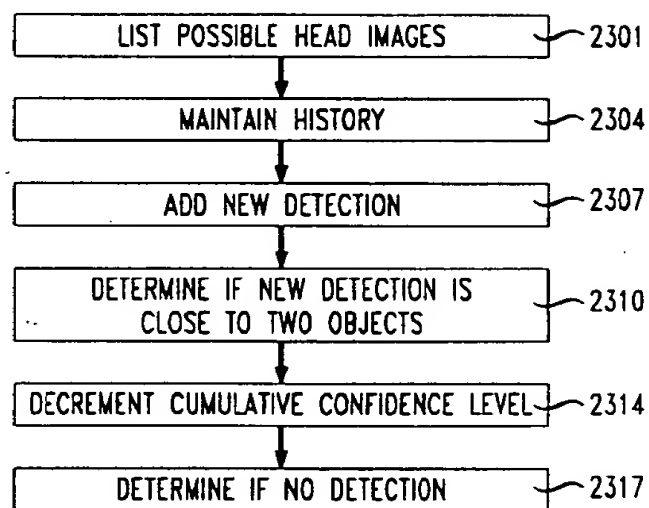 LIST POSSIBLE HEAD IMAGES 2301
MAINTAIN HISTORY 2304
ADD NEW DETECTION 2307
DETERMINE IF NEW DETECTION IS
CLOSE TO TWO OBJECTS 2310
DECREMENT CUMULATIVE CONFIDENCE LEVEL 2314
DETERMINE IF NO DETECTION 2317